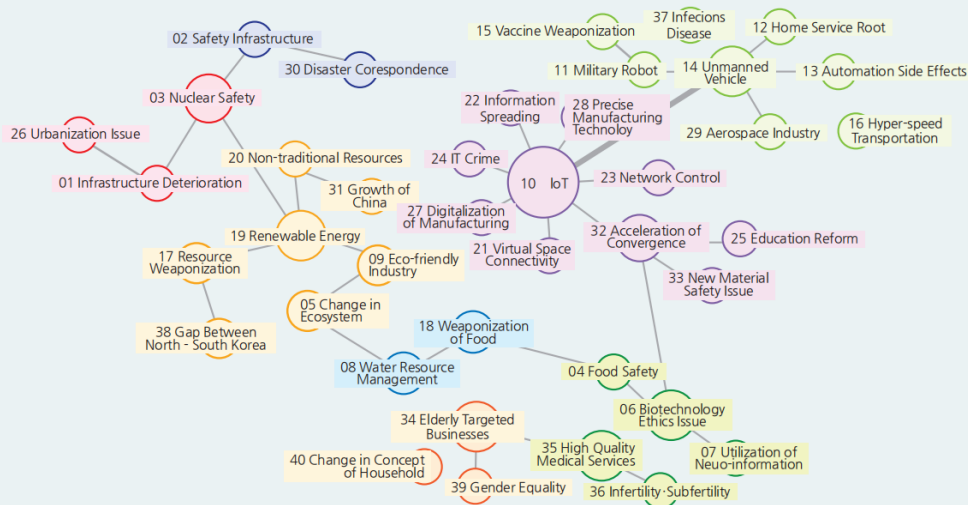 37 Infecions
Disease
12 Home Service Root
15 Vaccine Weaponization
02 Safety Infrastructure
30 Disaster Corespondence
11 Military Robot
14 Unmanned
Vehicle
13 Automation Side Effects
03 Nuclear Safety
22 Information
Spreading
28 Precise
Manufacturing
Technoloy
26 Urbanization Issue
29 Aerospace Industry
16 Hyper-speed
Transportation
20 Non-traditional Resources
24 IT Crime
01 Infrastructure Deterioration
31 Growth of
China
10 IoT
23 Network Control
27 Digitalization
of Manufacturing
19 Renewable Energy
32 Acceleration of
Convergence
25 Education Reform
21 Virtual Space
Connectivity
17 Resource
Weaponization
09 Eco-friendly
Industry
33 New Material
Safety Issue
05 Change in
Ecosystem
38 Gap Between
North - South Korea
18 Weaponization
of Food
08 Water Resource
Management
04 Food Safety
06 Biotechnology
Ethics Issue
34 Elderly Targeted
Businesses
35 High Quality
Medical Services
07 Utilization of
Neuo-information
40 Change in Concept
of Household
39 Gender Equality
36 Infertility·Subfertility